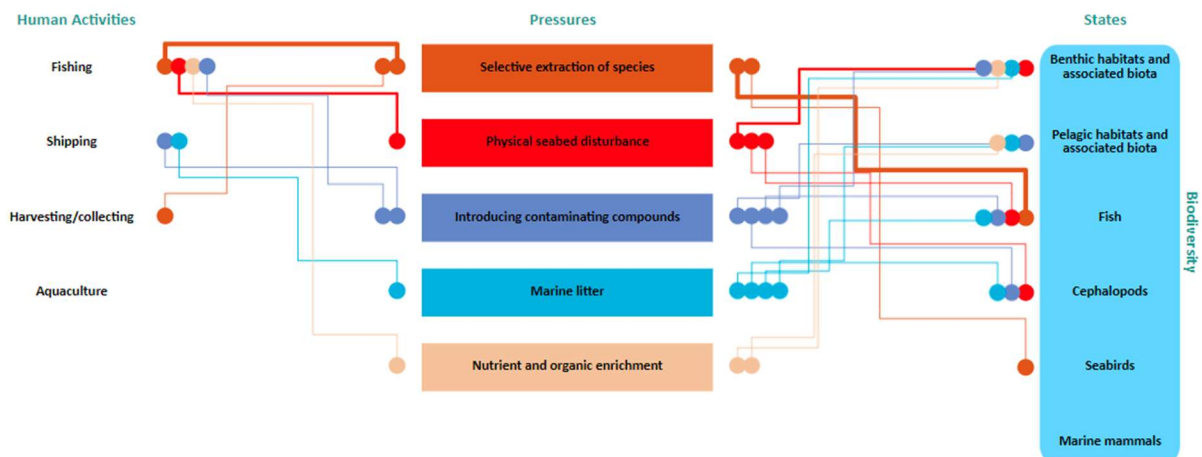 Human Activities
Pressures
States
Fishing
Selective extraction of species
Benthic habitats and
associated biota
Shipping
Physical seabed disturbance
Pelagic habitats and
associated biota
Harvesting/collecting
Introducing contaminating compounds
Fish
Biodiversity
Aquaculture
Marine litter
Cephalopods
Nutrient and organic enrichment
Seabirds
Marine mammals